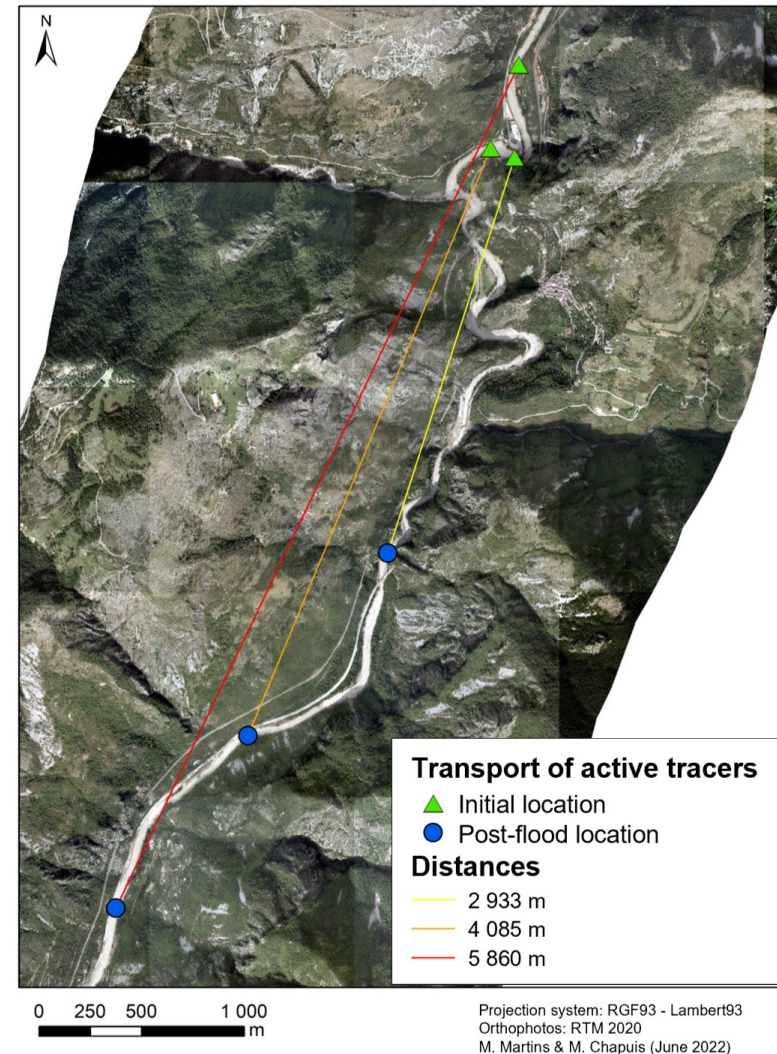 N
Transport of active tracers
Initial location
Post-flood location
Distances
2 933 m
4 085 m
5 860 m
0 250 500 1 000
m
Projection system: RGF93 - Lambert93
Orthophotos: RTM 2020
M. Martins & M. Chapuis (June 2022)